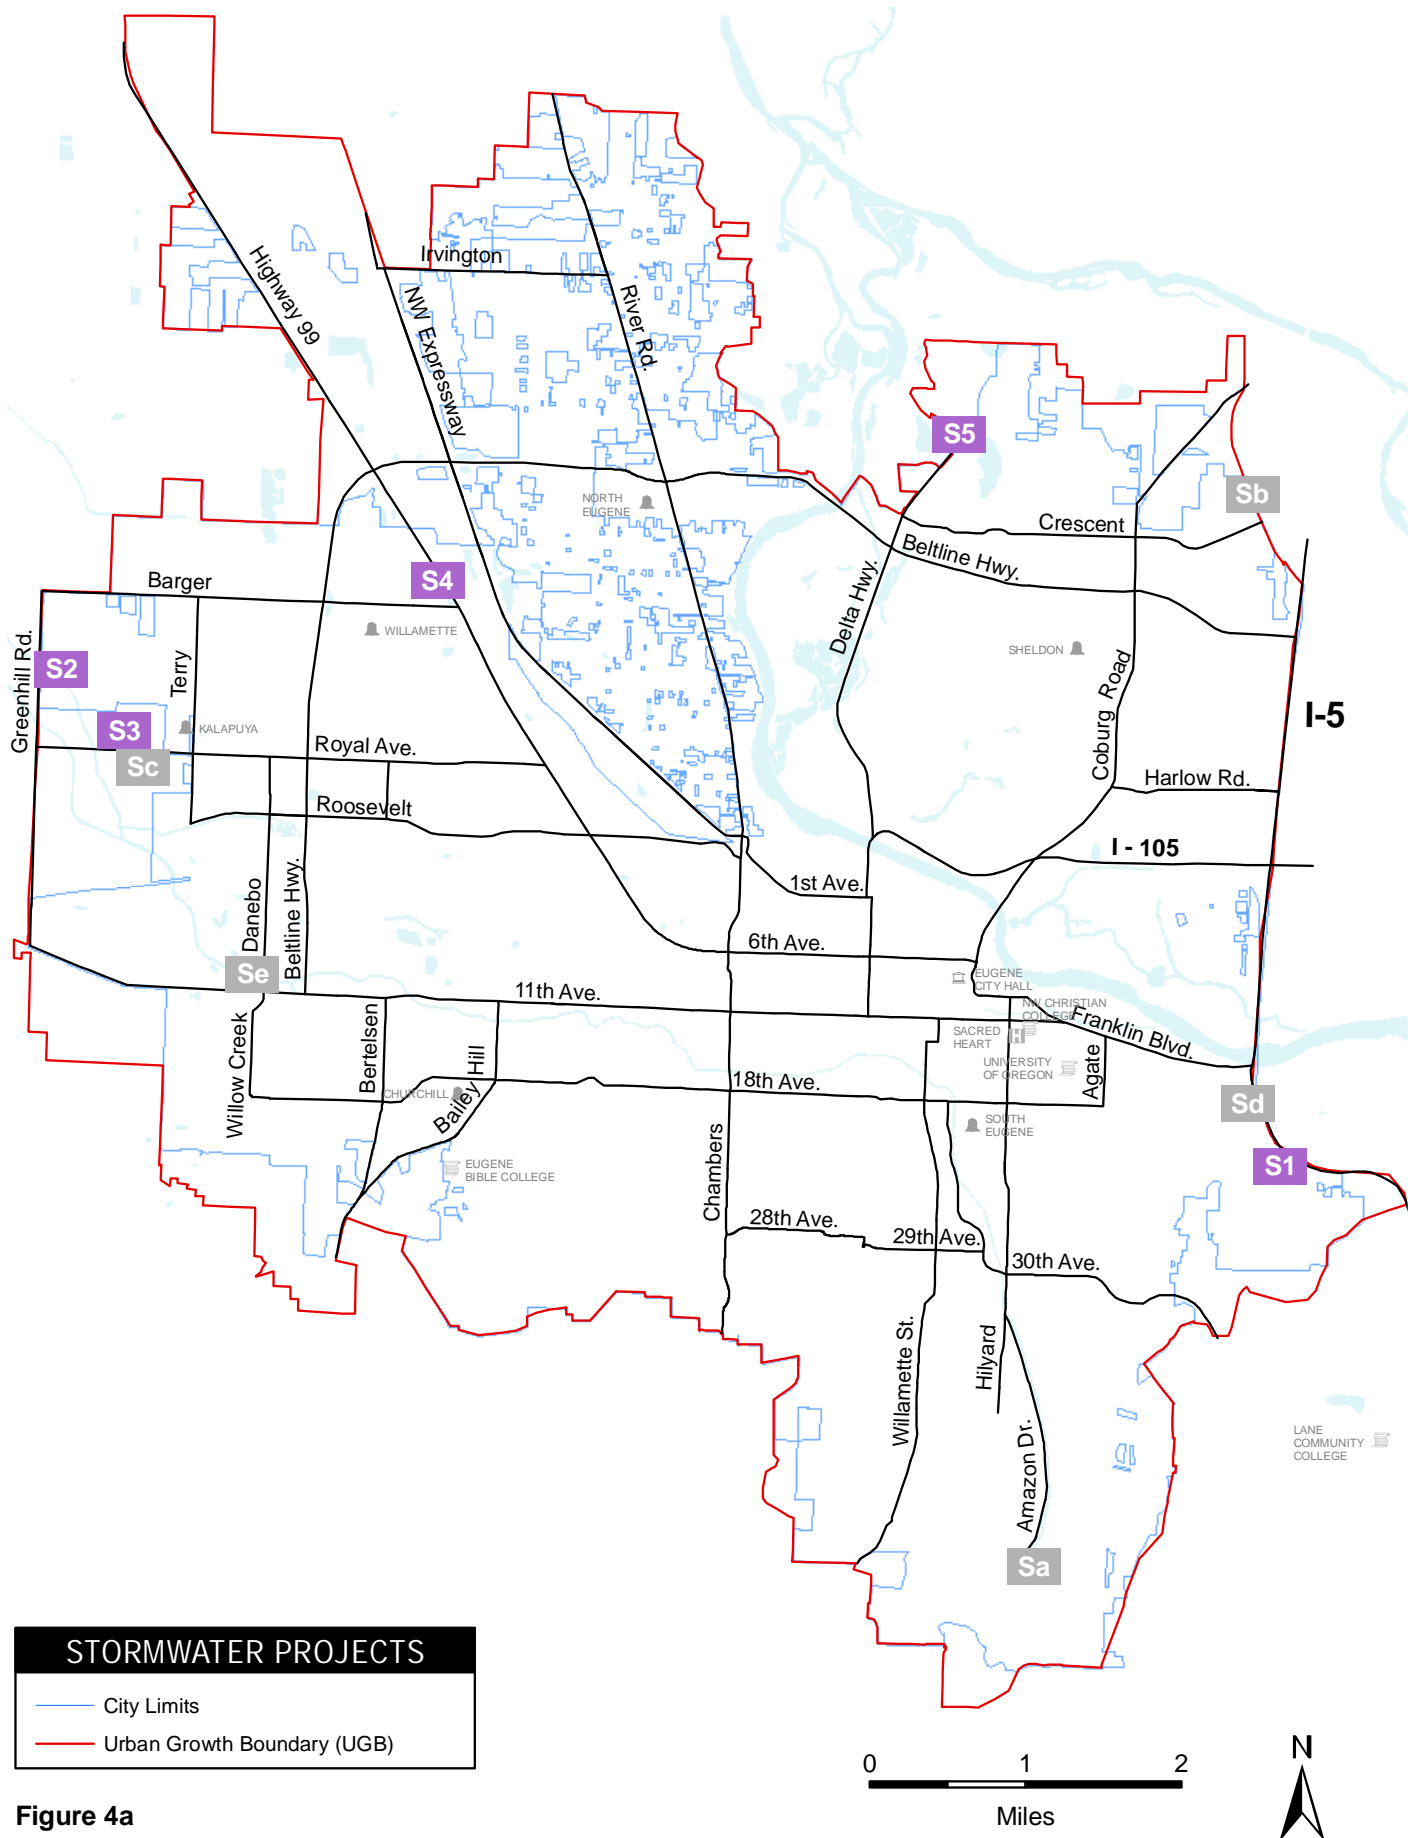 Irvington
Highway 99
NW Expressway
River Rd.
S5
Sb
NORTH
EUGENE
Crescent
Beltline Hwy.
Barger
S4
Delta Hwy.
WILLAMETTE
SHELDON
Greenhill Rd.
S2
Terry
Coburg Road
I-5
S3
KALAPUYA
Sc
Royal Ave.
Harlow Rd.
Roosevelt
I - 105
1st Ave.
Danebo
Beltline Hwy.
6th Ave.
Se
EUGENE
CITY HALL
11th Ave.
NW CHRISTIAN
COLLEGE
Franklin Blvd.
SACRED
HEART
H
UNIVERSITY
OF OREGON
Willow Creek
Bertelsen
Bailey Hill
CHURCHILL
18th Ave.
Agate
Sd
SOUTH
EUGENE
S1
EUGENE
BIBLE COLLEGE
Chambers
28th Ave.
29th Ave.
30th Ave.
Willamette St.
Hilyard
Amazon Dr.
LANE
COMMUNITY
COLLEGE
Sa
STORMWATER PROJECTS
City Limits
Urban Growth Boundary (UGB)
Figure 4a
0 1 2
Miles
N